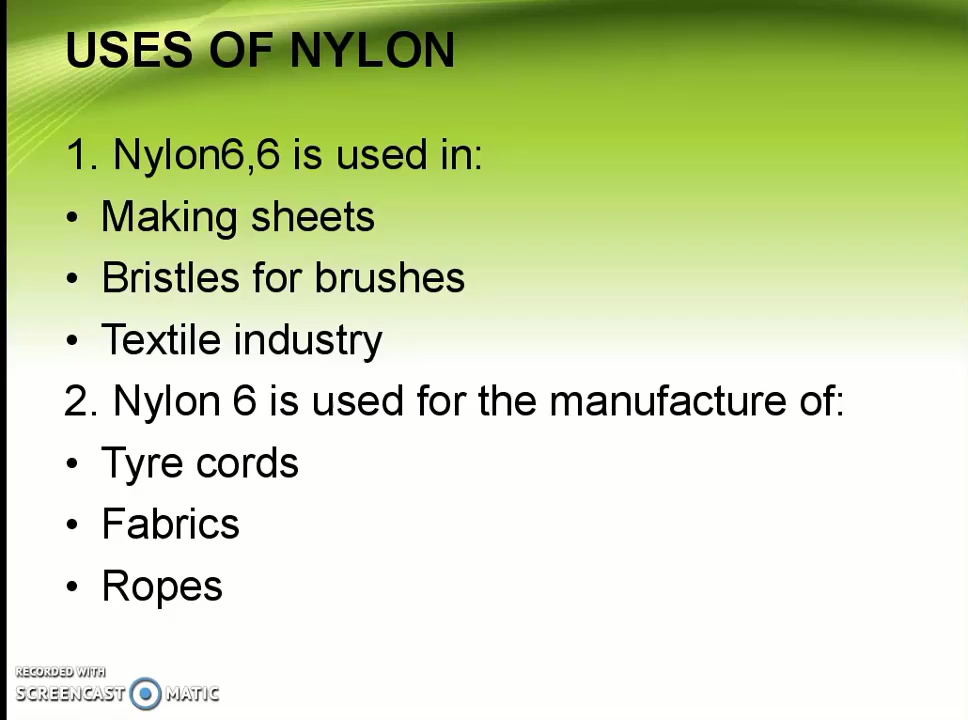 USES OF NYLON
1. Nylon6,6 is used in:
• Making sheets
• Bristles for brushes
• Textile industry
2. Nylon 6 is used for the manufacture of:
• Tyre cords
• Fabrics
• Ropes
RECORDED WITH
SCREENCAST MATIC